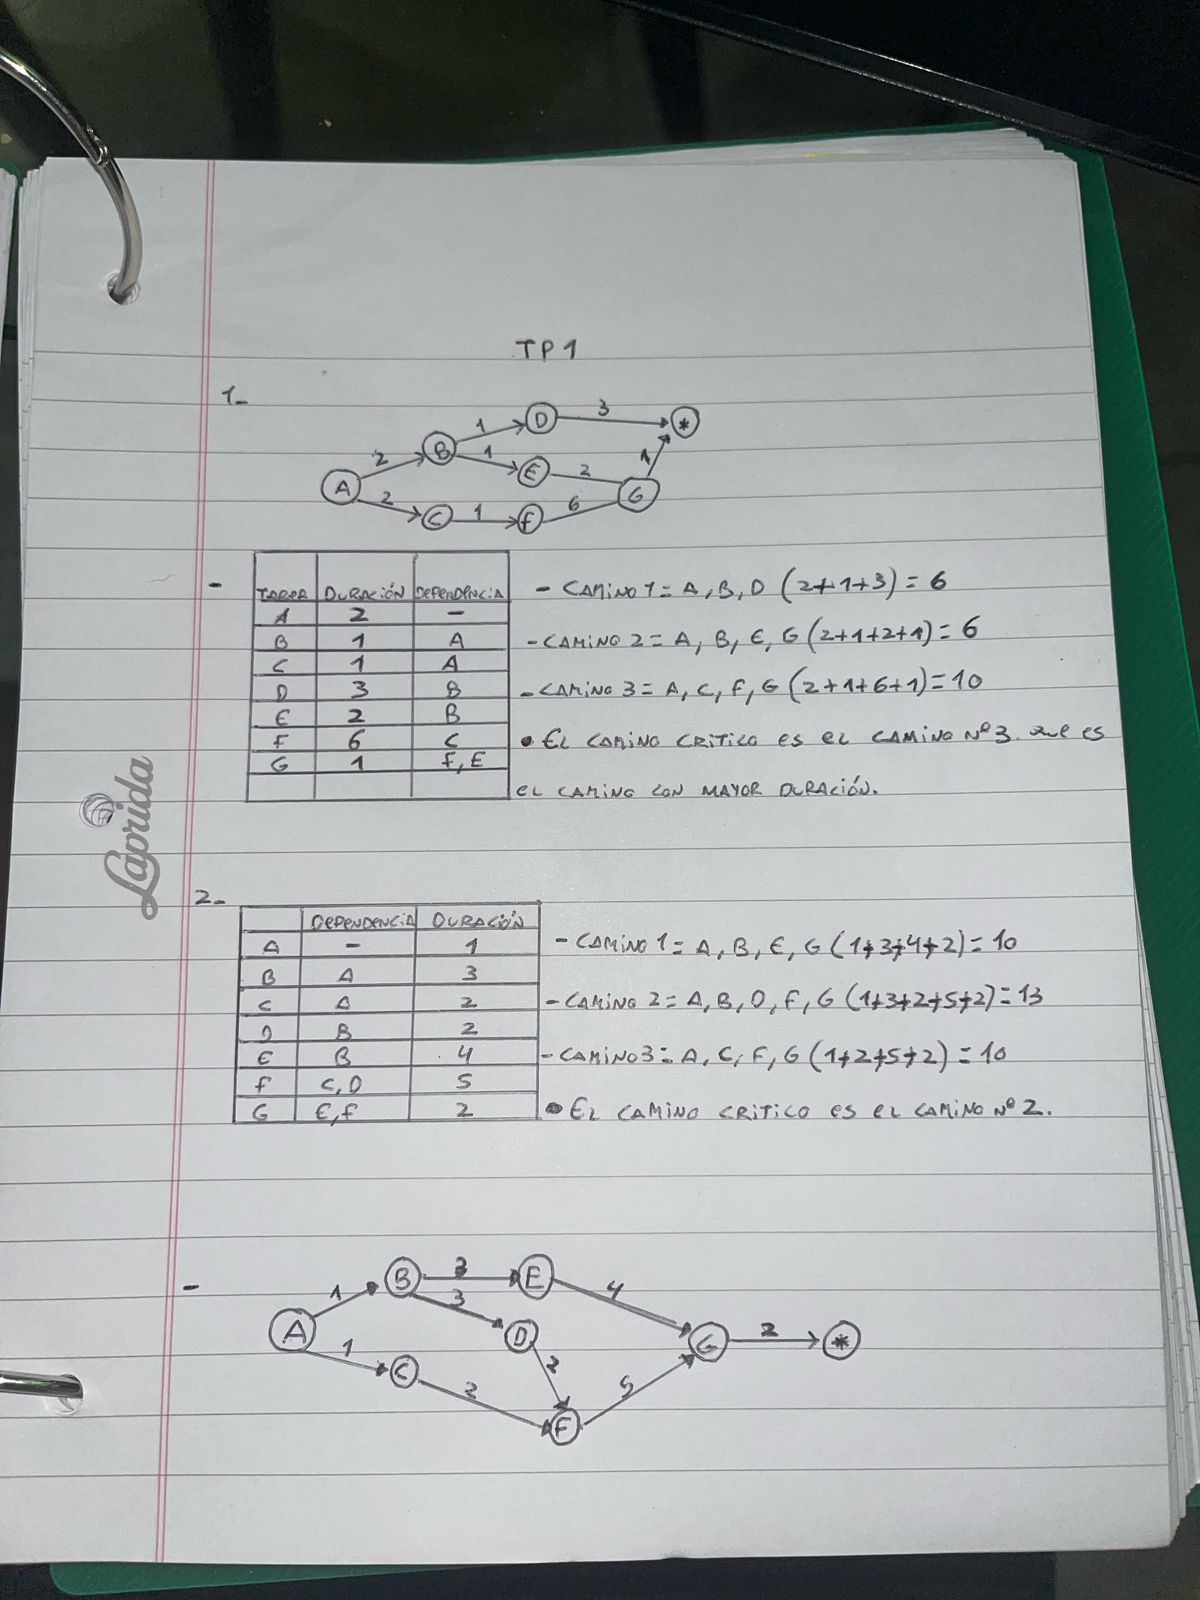 TP1
1-
1 D 3 *
2 B 1 E 2 1
A G
2 C 1 F 6
-
TAREA DURACIÓN DEPENDENCIA
A 2 -
B 1 A
C 1 A
D 3 B
E 2 B
F 6 C
G 1 F, E
- CAMINO 1 = A, B, D (2+1+3) = 6
- CAMINO 2 = A, B, E, G (2+1+2+1) = 6
- CAMINO 3 = A, C, F, G (2+1+6+1) = 10
• EL CAMINO CRITICO ES EL CAMINO Nº3. QUE ES
EL CAMINO CON MAYOR DURACIÓN.
Laprida
2-
DEPENDENCIA DURACIÓN
A - 1
B A 3
C A 2
D B 2
E B 4
F C,D 5
G E,F 2
- CAMINO 1 = A, B, E, G (1+3+4+2) = 10
- CAMINO 2 = A, B, D, F, G (1+3+2+5+2) = 13
- CAMINO 3 = A, C, F, G (1+2+5+2) = 10
• EL CAMINO CRITICO ES EL CAMINO Nº 2.
-
1 B 3 E 4
A 3 D G 2 *
1 C 2 2 5
F